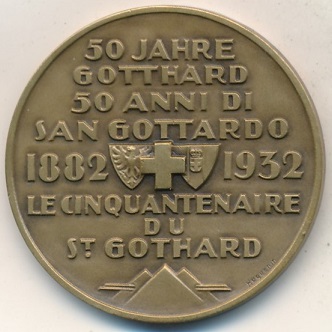 50 JAHRE
GOTTHARD
50 ANNI DI
SAN GOTTARDO
1882 1932
LE CINQUANTENAIRE
DU
ST GOTHARD